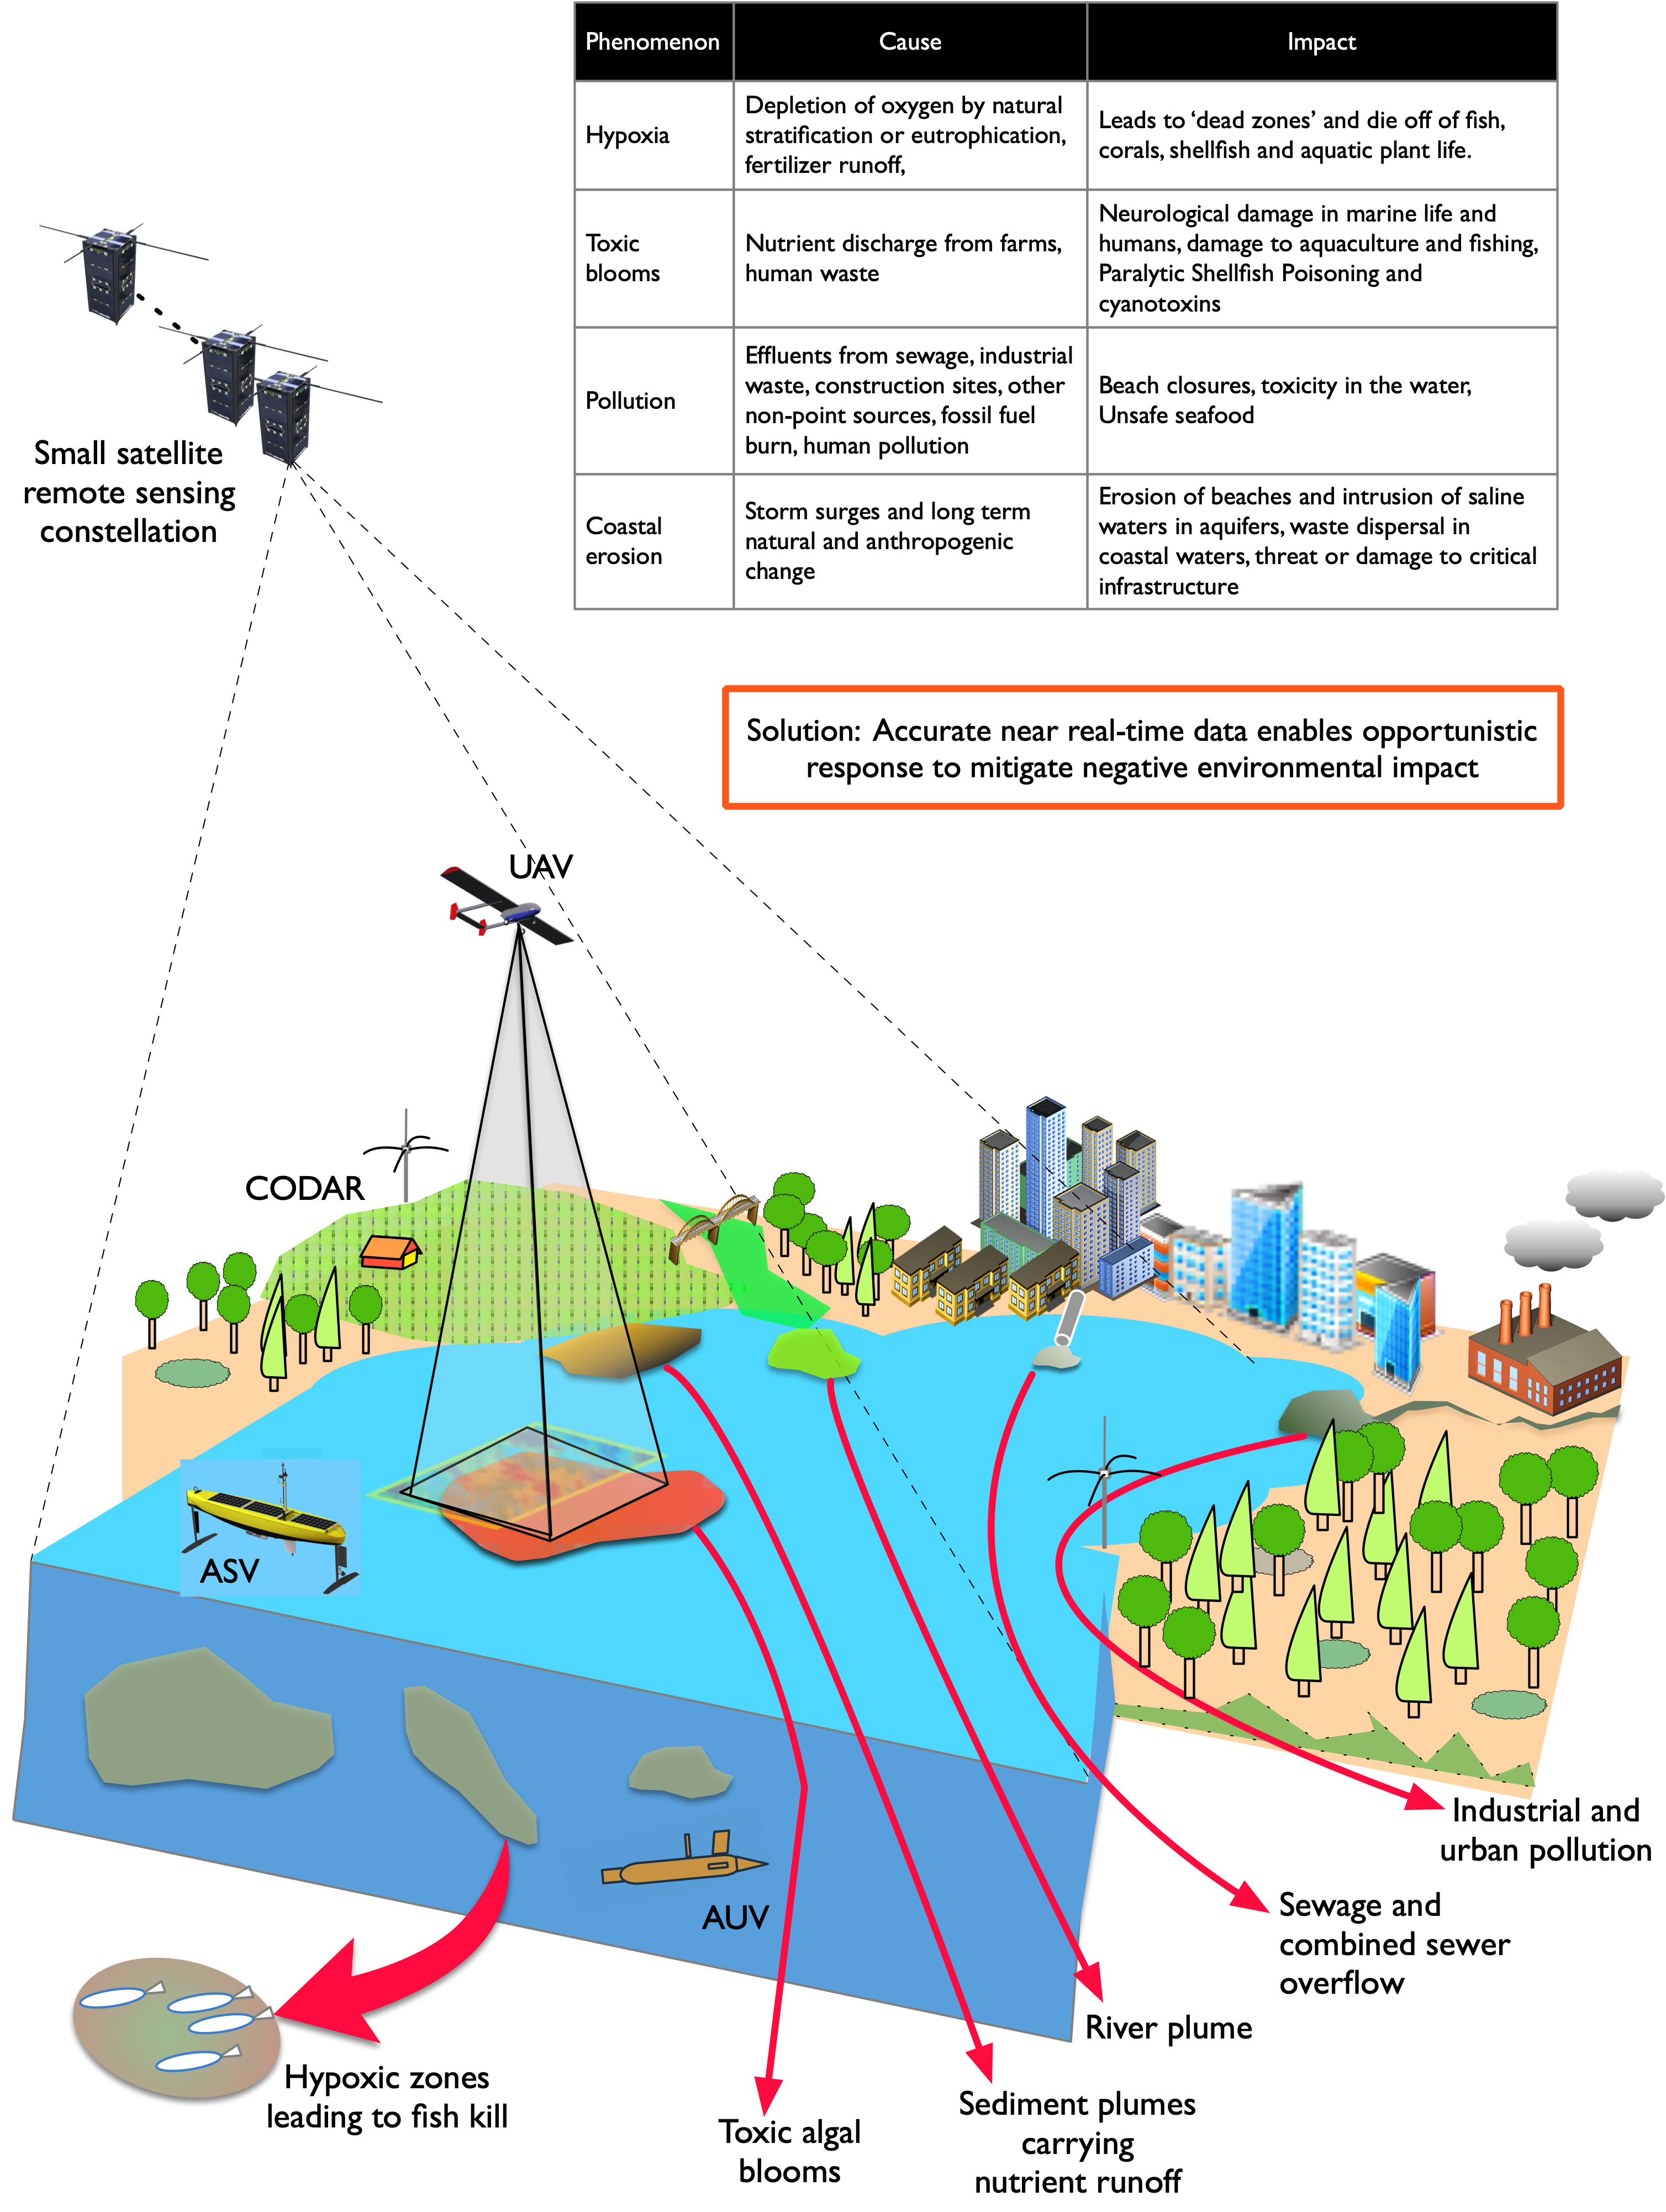 Phenomenon
Cause
Impact
Hypoxia
Depletion of oxygen by natural
stratification or eutrophication,
fertilizer runoff,
Leads to ‘dead zones’ and die off of fish,
corals, shellfish and aquatic plant life.
Toxic
blooms
Nutrient discharge from farms,
human waste
Neurological damage in marine life and
humans, damage to aquaculture and fishing,
Paralytic Shellfish Poisoning and
cyanotoxins
Pollution
Effluents from sewage, industrial
waste, construction sites, other
non-point sources, fossil fuel
burn, human pollution
Beach closures, toxicity in the water,
Unsafe seafood
Coastal
erosion
Storm surges and long term
natural and anthropogenic
change
Erosion of beaches and intrusion of saline
waters in aquifers, waste dispersal in
coastal waters, threat or damage to critical
infrastructure
Small satellite
remote sensing
constellation
Solution: Accurate near real-time data enables opportunistic
response to mitigate negative environmental impact
UAV
CODAR
ASV
AUV
Industrial and
urban pollution
Sewage and
combined sewer
overflow
River plume
Hypoxic zones
leading to fish kill
Sediment plumes
carrying
nutrient runoff
Toxic algal
blooms